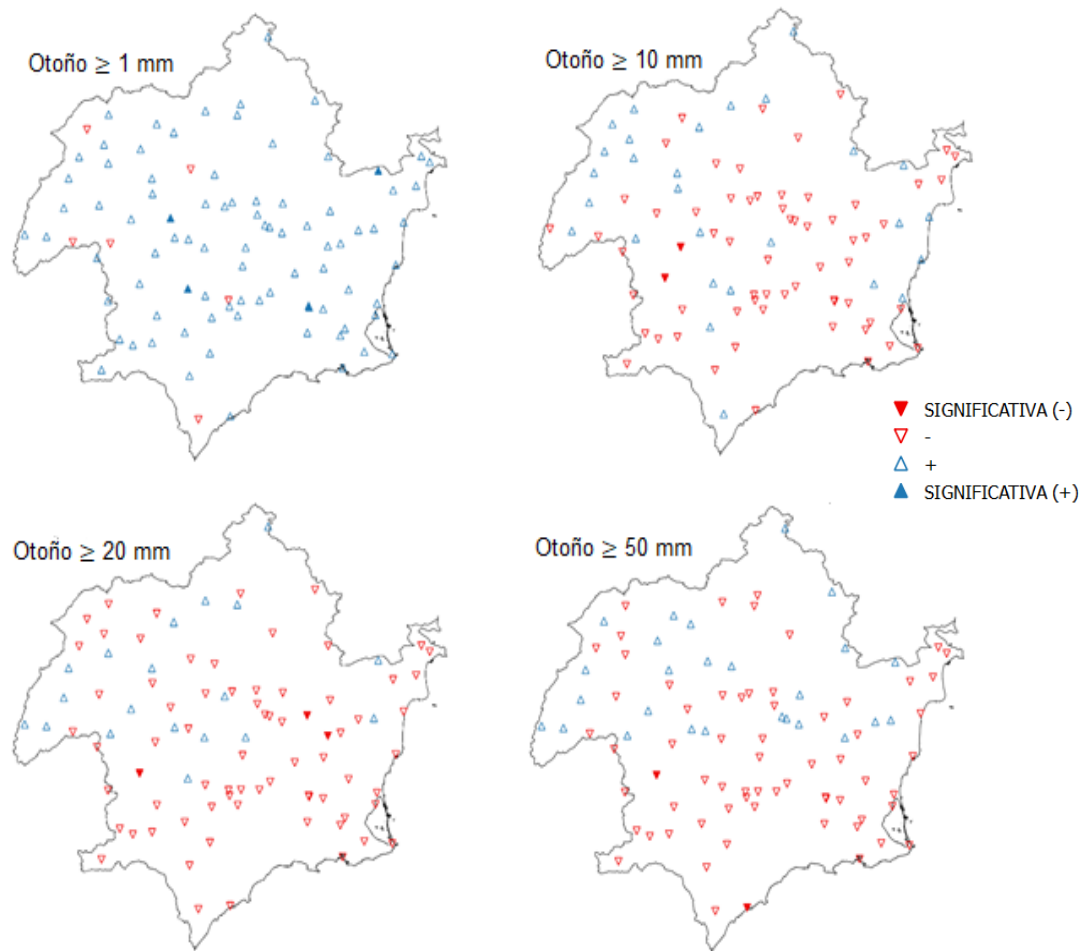 Otoño ≥ 1 mm
Otoño ≥ 10 mm
SIGNIFICATIVA (-)
-
+
SIGNIFICATIVA (+)
Otoño ≥ 20 mm
Otoño ≥ 50 mm